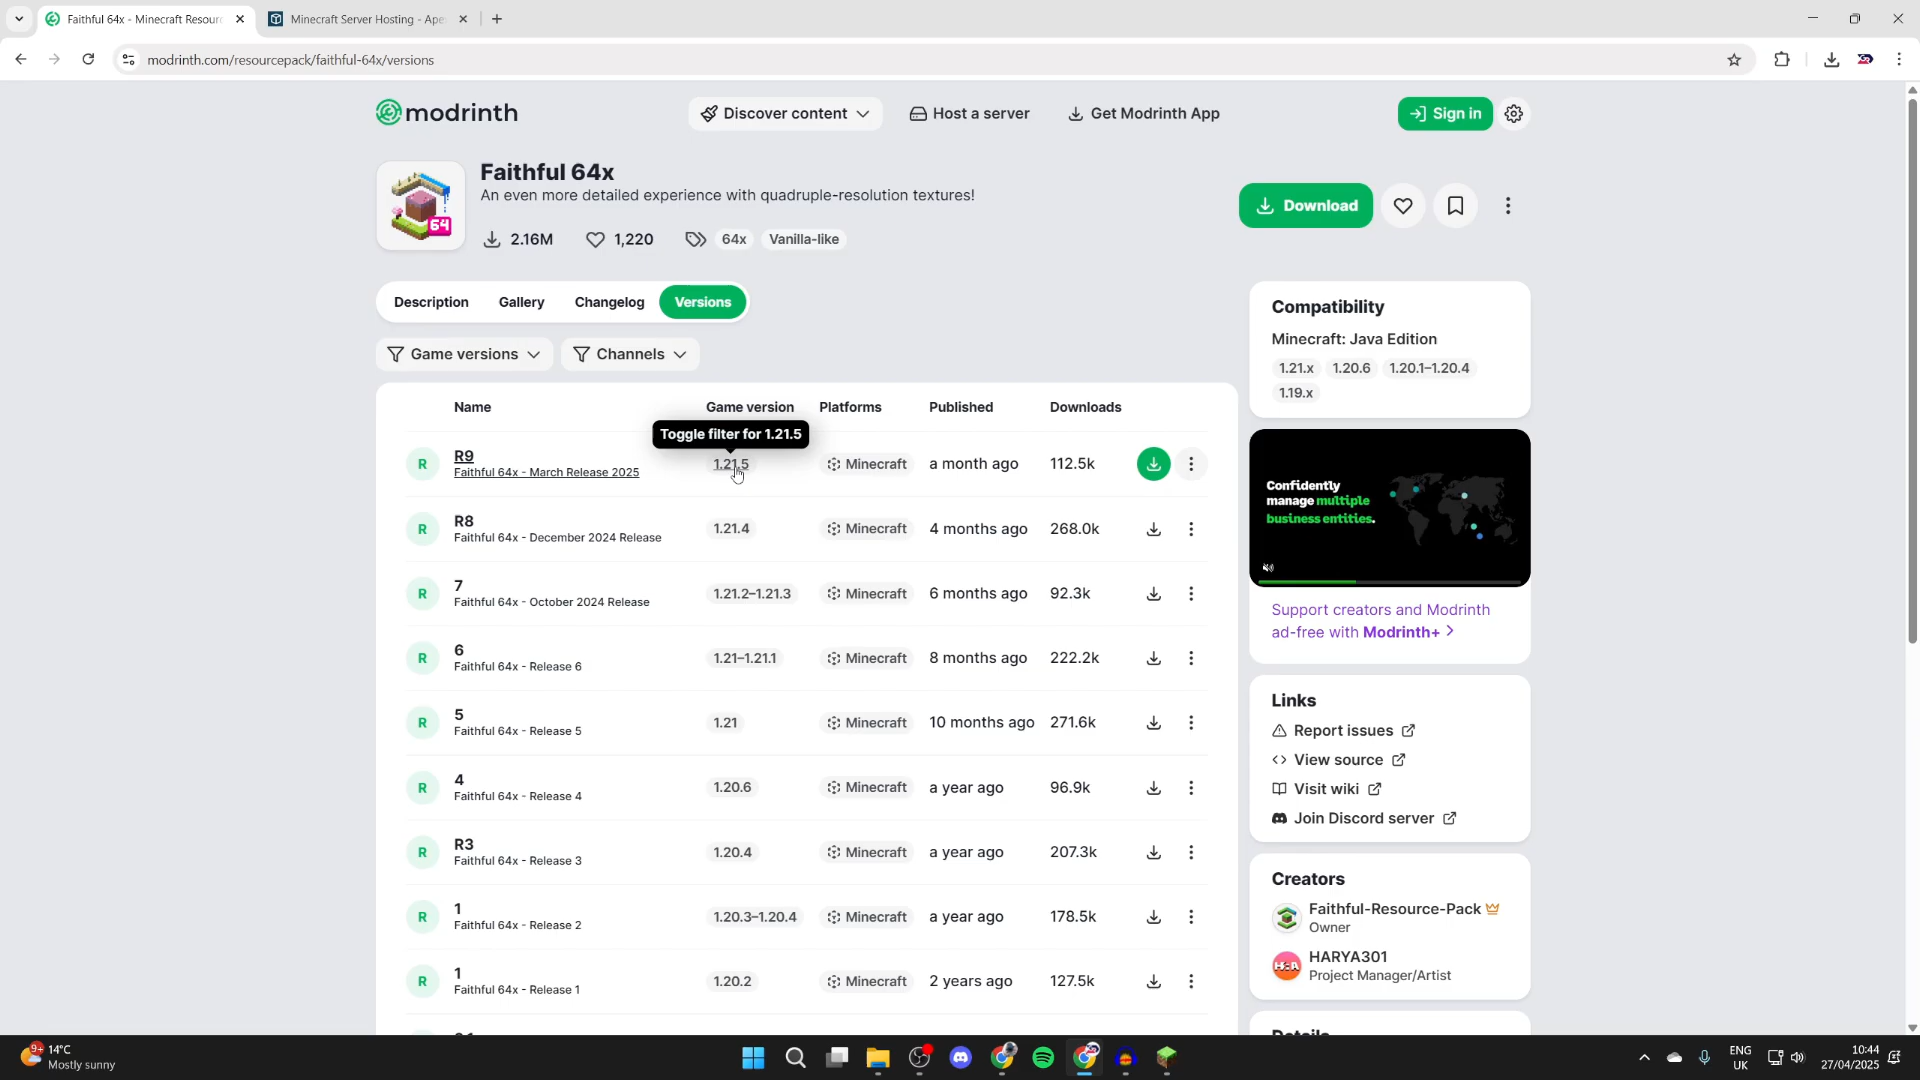 Faithful 64x - Minecraft Resourc
Minecraft Server Hosting - Ape
modrinth.com/resourcepack/faithful-64x/versions
modrinth
Discover content
Host a server
Get Modrinth App
Sign in
Faithful 64x
An even more detailed experience with quadruple-resolution textures!
64
2.16M
1,220
64x
Vanilla-like
Download
Description
Gallery
Changelog
Versions
Game versions
Channels
Name
Game version
Platforms
Published
Downloads
Toggle filter for 1.21.5
R
R9
Faithful 64x - March Release 2025
1.21.5
Minecraft
a month ago
112.5k
R
R8
Faithful 64x - December 2024 Release
1.21.4
Minecraft
4 months ago
268.0k
R
7
Faithful 64x - October 2024 Release
1.21.2–1.21.3
Minecraft
6 months ago
92.3k
R
6
Faithful 64x - Release 6
1.21–1.21.1
Minecraft
8 months ago
222.2k
R
5
Faithful 64x - Release 5
1.21
Minecraft
10 months ago
271.6k
R
4
Faithful 64x - Release 4
1.20.6
Minecraft
a year ago
96.9k
R
R3
Faithful 64x - Release 3
1.20.4
Minecraft
a year ago
207.3k
R
1
Faithful 64x - Release 2
1.20.3–1.20.4
Minecraft
a year ago
178.5k
R
1
Faithful 64x - Release 1
1.20.2
Minecraft
2 years ago
127.5k
Compatibility
Minecraft: Java Edition
1.21.x
1.20.6
1.20.1–1.20.4
1.19.x
Confidently
manage multiple
business entities.
Support creators and Modrinth
ad-free with Modrinth+
Links
Report issues
View source
Visit wiki
Join Discord server
Creators
Faithful-Resource-Pack
Owner
HARYA301
Project Manager/Artist
Details
9+
14°C
Mostly sunny
ENG
UK
10:44
27/04/2025